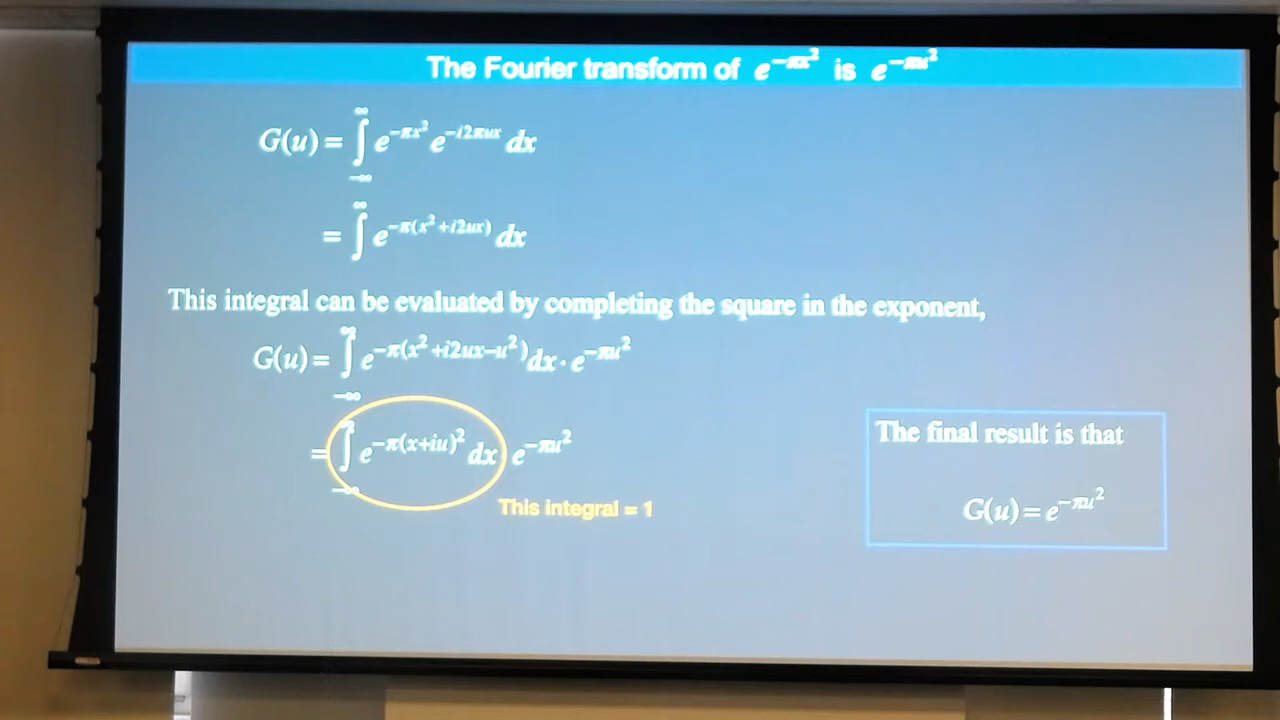 The Fourier transform of e^{-πx²} is e^{-πu²}
G(u) = ∫_{-∞}^{∞} e^{-πx²} e^{-i2πux} dx
= ∫_{}^{∞} e^{-π(x²+i2ux)} dx
This integral can be evaluated by completing the square in the exponent,
G(u) = ∫_{-∞}^{∞} e^{-π(x²+i2ux-u²)} dx · e^{-πu²}
= ∫_{-∞}^{∞} e^{-π(x+iu)²} dx e^{-πu²}
This integral = 1
The final result is that
G(u) = e^{-πu²}